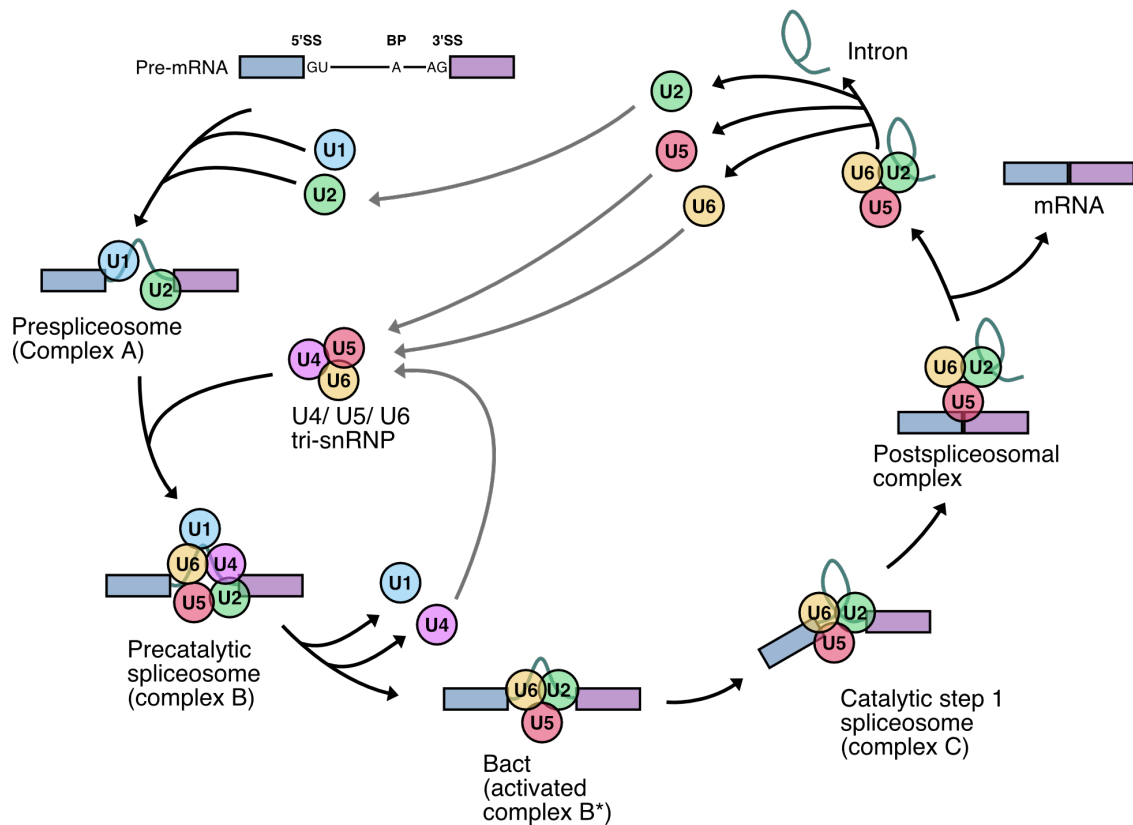 5'SS BP 3'SS
Pre-mRNA GU A AG
Intron
U2
U1
U5
U6 U2
U2
U6
U5
mRNA
U1
U2
Prespliceosome
(Complex A)
U4 U5
U6
U4/ U5/ U6
tri-snRNP
U6 U2
U5
Postspliceosomal
complex
U1
U6 U4
U5 U2
Precatalytic
spliceosome
(complex B)
U1
U4
U6 U2
U5
Bact
(activated
complex B*)
U6 U2
U5
Catalytic step 1
spliceosome
(complex C)